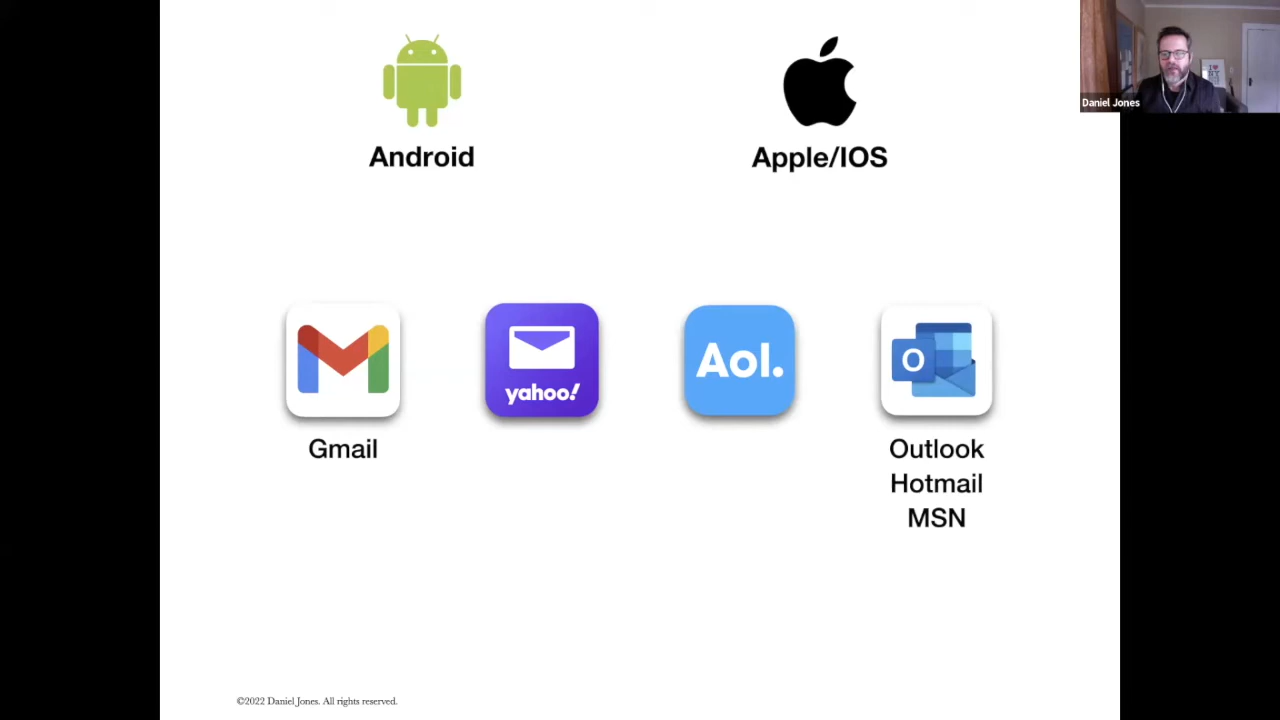 Daniel Jones
Android
Apple/IOS
yahoo!
Aol.
O
Gmail
Outlook
Hotmail
MSN
©2022 Daniel Jones. All rights reserved.